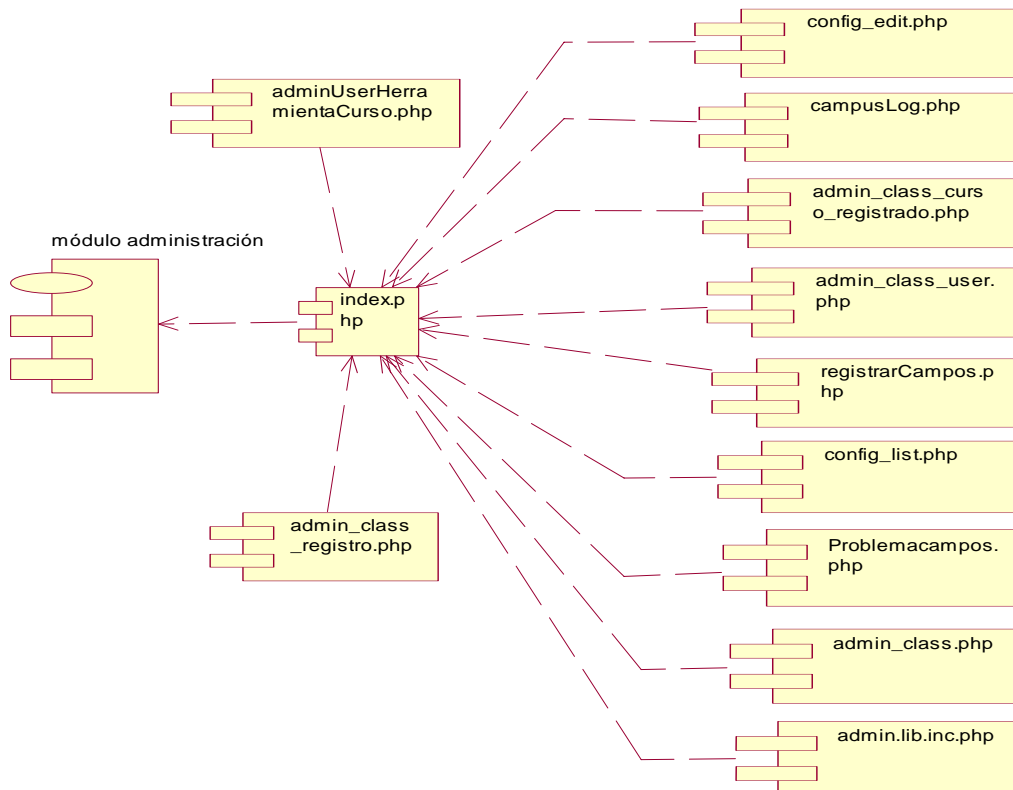 config_edit.php
adminUserHerra
mientaCurso.php
campusLog.php
admin_class_curs
o_registrado.php
módulo administración
admin_class_user.
php
index.p
hp
registrarCampos.p
hp
config_list.php
admin_class
_registro.php
Problemacampos.
php
admin_class.php
admin.lib.inc.php